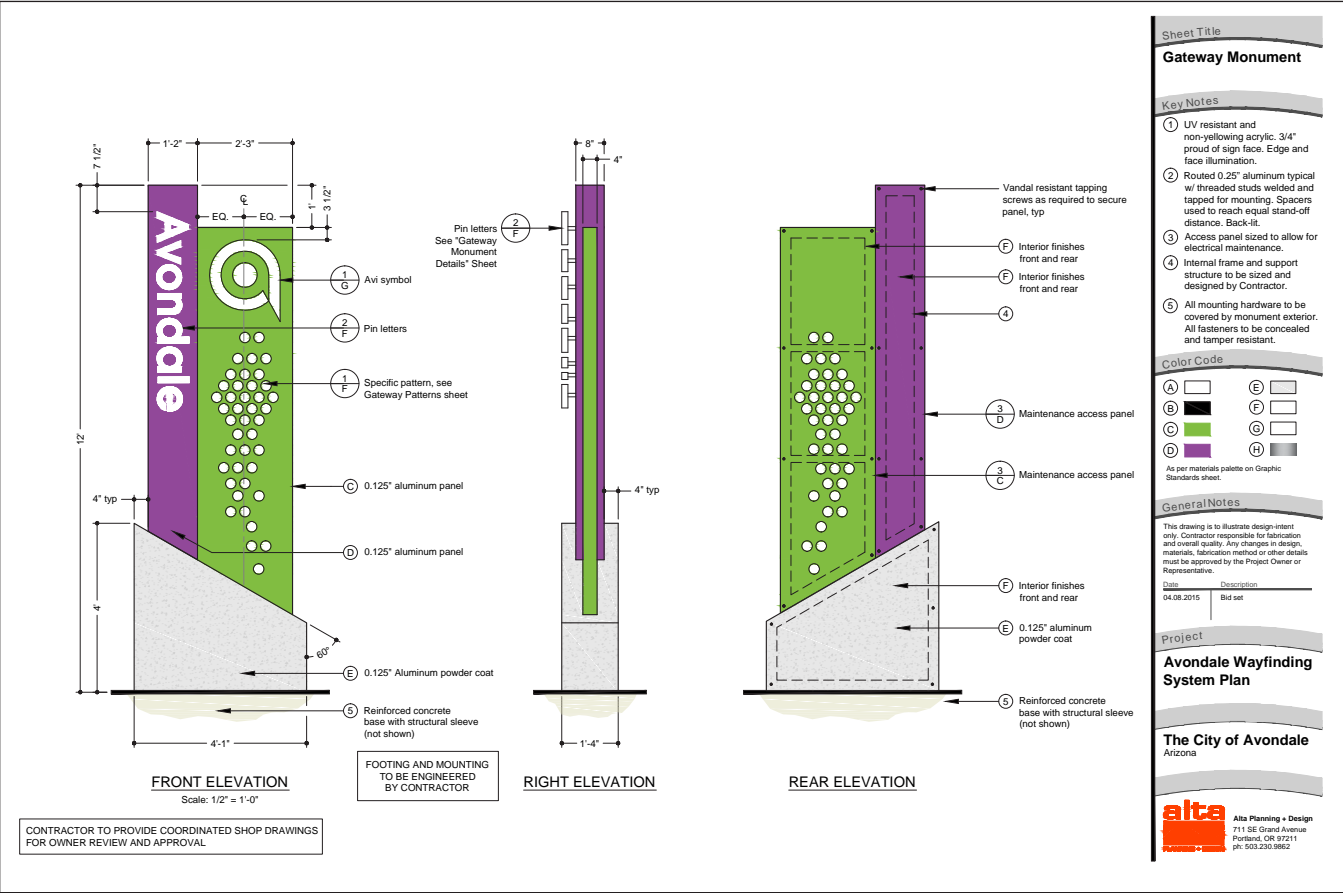 1'-2"
2'-3"
7 1/2"
1'
3 1/2"
EQ.
EQ.
Avondale
12'
4" typ
4'
60°
4'-1"
1
G
Avi symbol
2
F
Pin letters
1
F
Specific pattern, see
Gateway Patterns sheet
C
0.125" aluminum panel
D
0.125" aluminum panel
E
0.125" Aluminum powder coat
5
Reinforced concrete
base with structural sleeve
(not shown)
FRONT ELEVATION
Scale: 1/2" = 1'-0"
FOOTING AND MOUNTING
TO BE ENGINEERED
BY CONTRACTOR
CONTRACTOR TO PROVIDE COORDINATED SHOP DRAWINGS
FOR OWNER REVIEW AND APPROVAL
8"
4"
Pin letters
See "Gateway
Monument
Details" Sheet
2
F
4" typ
1'-4"
RIGHT ELEVATION
Vandal resistant tapping
screws as required to secure
panel, typ
F
Interior finishes
front and rear
F
Interior finishes
front and rear
4
3
D
Maintenance access panel
3
C
Maintenance access panel
F
Interior finishes
front and rear
E
0.125" aluminum
powder coat
5
Reinforced concrete
base with structural sleeve
(not shown)
REAR ELEVATION
Sheet Title
Gateway Monument
Key Notes
1 UV resistant and
non-yellowing acrylic. 3/4"
proud of sign face. Edge and
face illumination.
2 Routed 0.25" aluminum typical
w/ threaded studs welded and
tapped for mounting. Spacers
used to reach equal stand-off
distance. Back-lit.
3 Access panel sized to allow for
electrical maintenance.
4 Internal frame and support
structure to be sized and
designed by Contractor.
5 All mounting hardware to be
covered by monument exterior.
All fasteners to be concealed
and tamper resistant.
Color Code
A
E
B
F
C
G
D
H
As per materials palette on Graphic
Standards sheet.
General Notes
This drawing is to illustrate design-intent
only. Contractor responsible for fabrication
and overall quality. Any changes in design,
materials, fabrication method or other details
must be approved by the Project Owner or
Representative.
Date Description
04.08.2015 Bid set
Project
Avondale Wayfinding
System Plan
The City of Avondale
Arizona
alta
Alta Planning + Design
711 SE Grand Avenue
Portland, OR 97211
ph: 503.230.9862